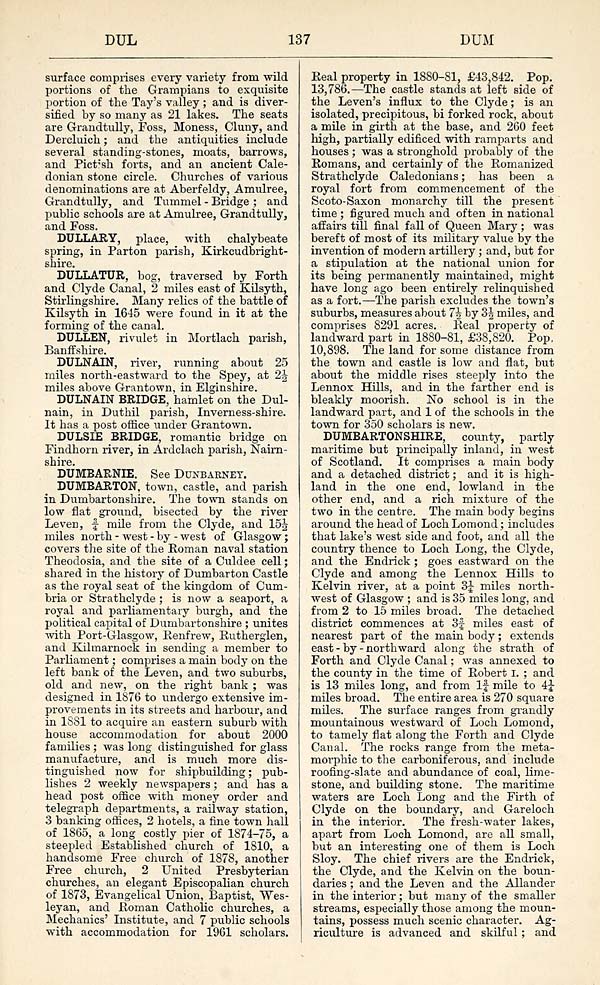 DUL 137 DUM
surface comprises every variety from wild
portions of the Grampians to exquisite
portion of the Tay's valley; and is diver-
sified by so many as 21 lakes. The seats
are Grandtully, Foss, Moness, Cluny, and
Dercluich; and the antiquities include
several standing-stones, moats, barrows,
and Pictish forts, and an ancient Cale-
donian stone circle. Churches of various
denominations are at Aberfeldy, Amulree,
Grandtully, and Tummel-Bridge; and
public schools are at Amulree, Grandtully,
and Foss.
DULLARY, place, with chalybeate
spring, in Parton parish, Kirkcudbright-
shire.
DULLATUR, bog, traversed by Forth
and Clyde Canal, 2 miles east of Kilsyth,
Stirlingshire. Many relics of the battle of
Kilsyth in 1645 were found in it at the
forming of the canal.
DULLEN, rivulet in Mortlach parish,
Banffshire.
DULNAIN, river, running about 25
miles north-eastward to the Spey, at 2½
miles above Grantown, in Elginshire.
DULNAIN BRIDGE, hamlet on the Dul-
nain, in Duthil parish, Inverness-shire.
It has a post office under Grantown.
DULSIE BRIDGE, romantic bridge on
Findhorn river, in Ardclach parish, Nairn-
shire.
DUMBARNIE. See DUNBARNEY.
DUMBARTON, town, castle, and parish
in Dumbartonshire. The town stands on
low flat ground, bisected by the river
Leven, ¾ mile from the Clyde, and 15½
miles north-west-by-west of Glasgow;
covers the site of the Roman naval station
Theodosia, and the site of a Culdee cell;
shared in the history of Dumbarton Castle
as the royal seat of the kingdom of Cum-
bria or Strathclyde; is now a seaport, a
royal and parliamentary burgh, and the
political capital of Dumbartonshire; unites
with Port-Glasgow, Renfrew, Rutherglen,
and Kilmarnock in sending a member to
Parliament; comprises a main body on the
left bank of the Leven, and two suburbs,
old and new, on the right bank; was
designed in 1876 to undergo extensive im-
provements in its streets and harbour, and
in 1881 to acquire an eastern suburb with
house accommodation for about 2000
families; was long distinguished for glass
manufacture, and is much more dis-
tinguished now for shipbuilding; pub-
lishes 2 weekly newspapers; and has a
head post office with money order and
telegraph departments, a railway station,
3 banking offices, 2 hotels, a fine town hall
of 1865, a long costly pier of 1874-75, a
steepled Established church of 1810, a
handsome Free church of 1878, another
Free church, 2 United Presbyterian
churches, an elegant Episcopalian church
of 1873, Evangelical Union, Baptist, Wes-
leyan, and Roman Catholic churches, a
Mechanics' Institute, and 7 public schools
with accommodation for 1961 scholars.
Real property in 1880-81, £43,842. Pop.
13,786.—The castle stands at left side of
the Leven's influx to the Clyde; is an
isolated, precipitous, bi forked rock, about
a mile in girth at the base, and 260 feet
high, partially edificed with ramparts and
houses; was a stronghold probably of the
Romans, and certainly of the Romanized
Strathclyde Caledonians; has been a
royal fort from commencement of the
Scoto-Saxon monarchy till the present
time; figured much and often in national
affairs till final fall of Queen Mary; was
bereft of most of its military value by the
invention of modern artillery; and, but for
a stipulation at the national union for
its being permanently maintained, might
have long ago been entirely relinquished
as a fort.—The parish excludes the town's
suburbs, measures about 7½ by 3½ miles, and
comprises 8291 acres. Real property of
landward part in 1880-81, £38,820. Pop.
10,898. The land for some distance from
the town and castle is low and flat, but
about the middle rises steeply into the
Lennox Hills, and in the farther end is
bleakly moorish. No school is in the
landward part, and 1 of the schools in the
town for 350 scholars is new.
DUMBARTONSHIRE, county, partly
maritime but principally inland, in west
of Scotland. It comprises a main body
and a detached district; and it is high-
land in the one end, lowland in the
other end, and a rich mixture of the
two in the centre. The main body begins
around the head of Loch Lomond; includes
that lake's west side and foot, and all the
country thence to Loch Long, the Clyde,
and the Endrick; goes eastward on the
Clyde and among the Lennox Hills to
Kelvin river, at a point 3¼ miles north-
west of Glasgow; and is 35 miles long, and
from 2 to 15 miles broad. The detached
district commences at 3¾ miles east of
nearest part of the main body; extends
east-by-northward along the strath of
Forth and Clyde Canal; was annexed to
the county in the time of Robert I.; and
is 13 miles long, and from 1¾ mile to 4¼
miles broad. The entire area is 270 square
miles. The surface ranges from grandly
mountainous westward of Loch Lomond,
to tamely flat along the Forth and Clyde
Canal. The rocks range from the meta-
morphic to the carboniferous, and include
roofing-slate and abundance of coal, lime-
stone, and building stone. The maritime
waters are Loch Long and the Firth of
Clyde on the boundary, and Gareloch
in the interior. The fresh-water lakes,
apart from Loch Lomond, are all small,
but an interesting one of them is Loch
Sloy. The chief rivers are the Endrick,
the Clyde, and the Kelvin on the boun-
daries; and the Leven and the Allander
in the interior; but many of the smaller
streams, especially those among the moun-
tains, possess much scenic character. Ag-
riculture is advanced and skilful; and